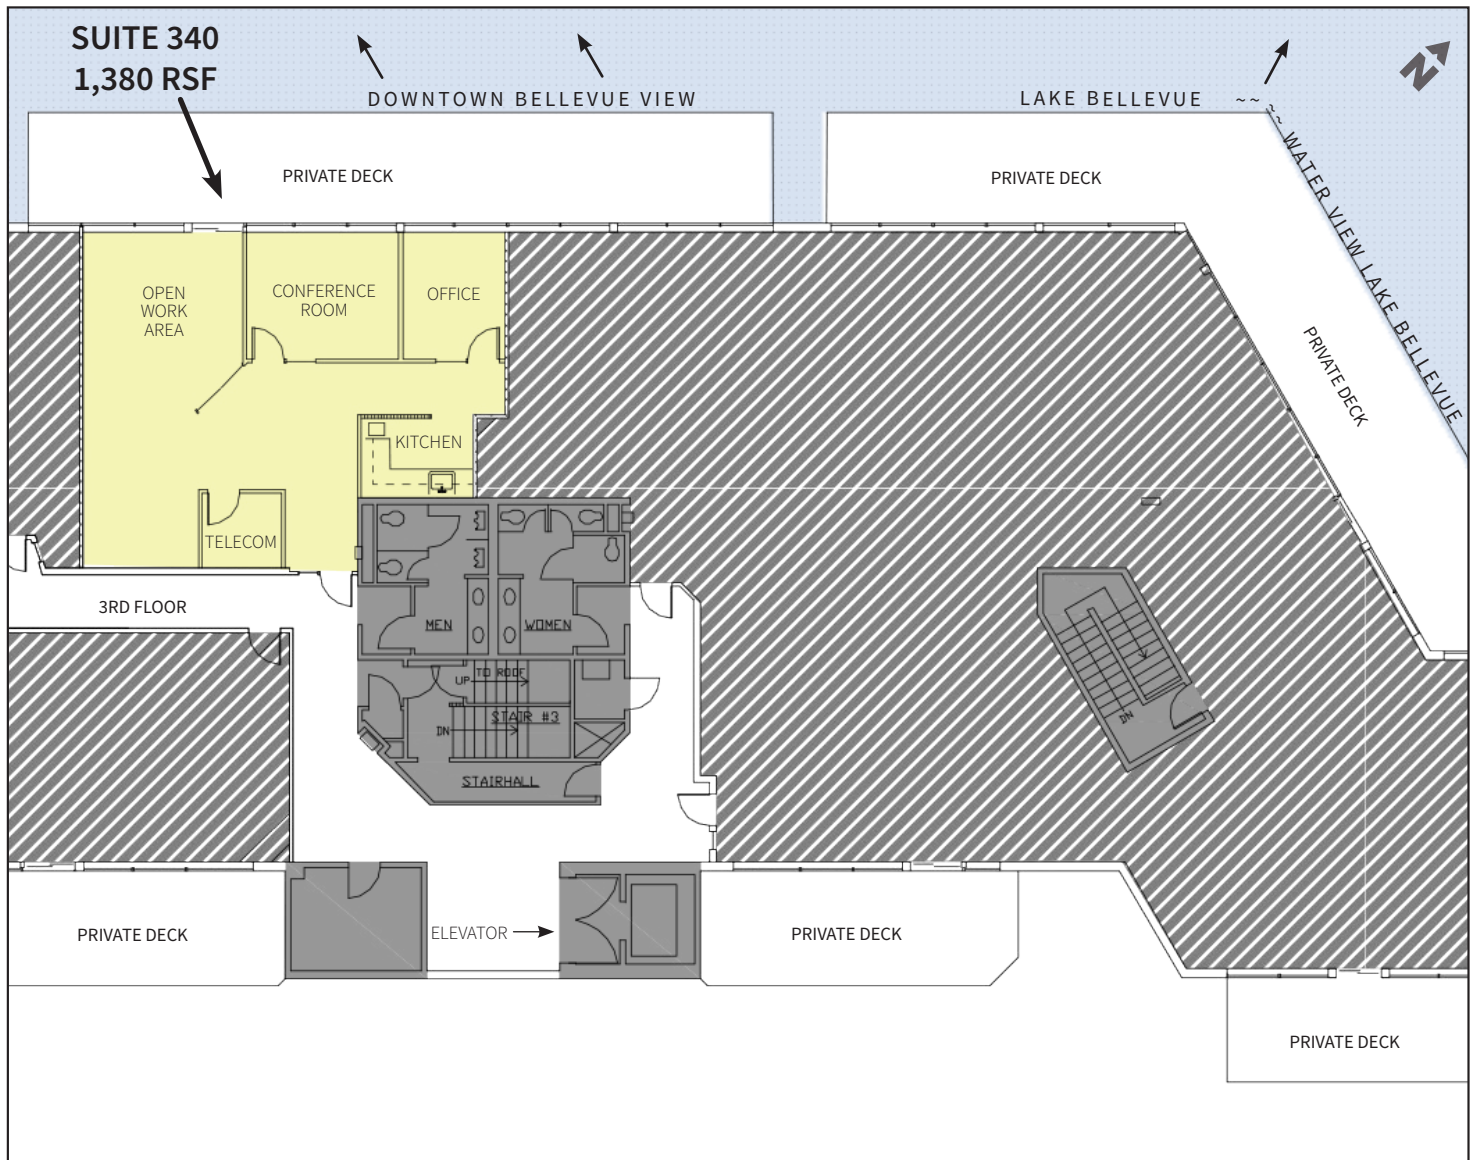 SUITE 340
1,380 RSF
DOWNTOWN BELLEVUE VIEW
LAKE BELLEVUE ~~
~~ WATER VIEW LAKE BELLEVUE
N
PRIVATE DECK
PRIVATE DECK
PRIVATE DECK
OPEN
WORK
AREA
CONFERENCE
ROOM
OFFICE
KITCHEN
TELECOM
3RD FLOOR
MEN
WOMEN
UP
TO ROOF
STAIR #3
DN
STAIRHALL
DN
PRIVATE DECK
ELEVATOR
PRIVATE DECK
PRIVATE DECK